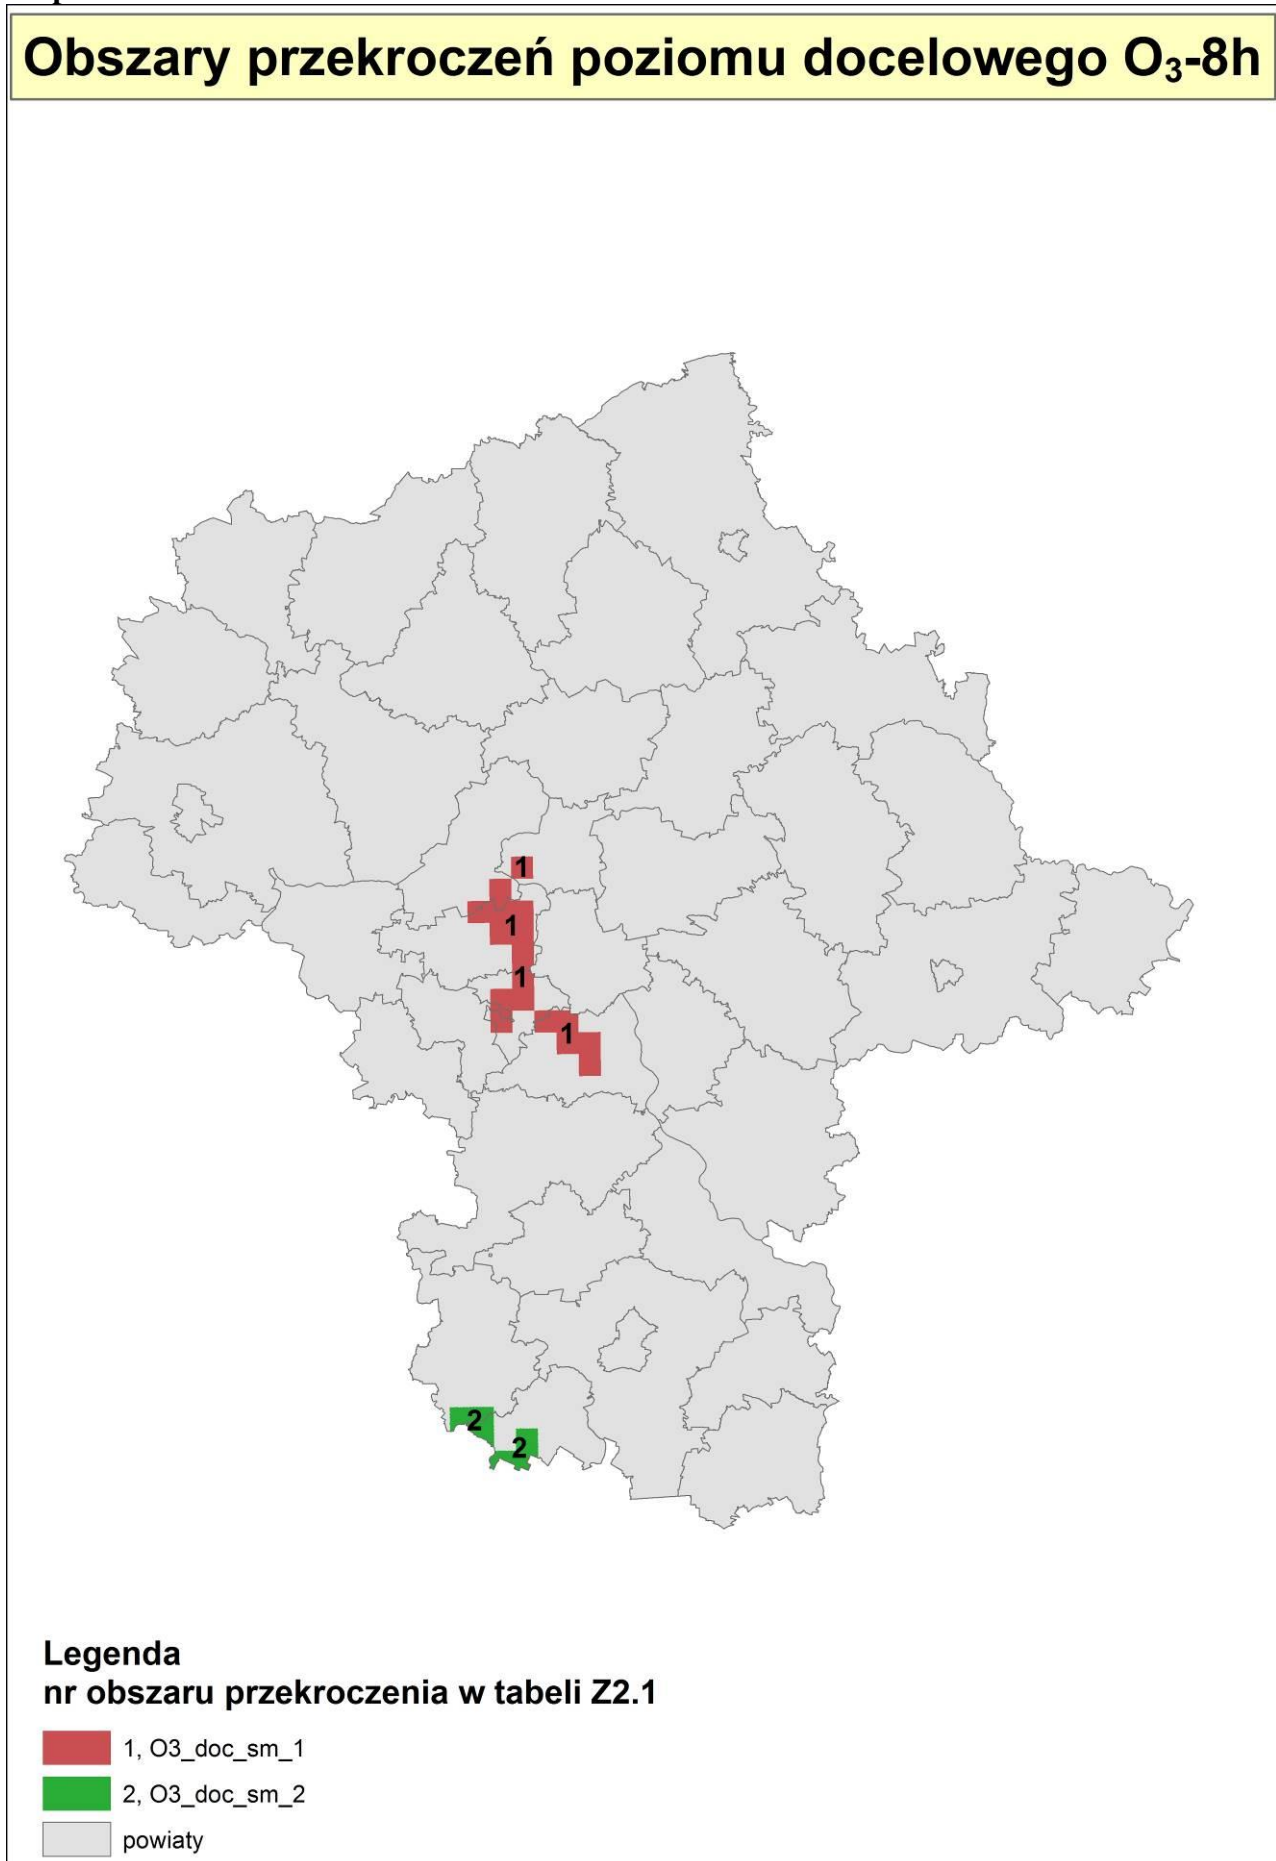 Obszary przekroczeń poziomu docelowego O₃-8h
1
1
1
1
2
2
Legenda
nr obszaru przekroczenia w tabeli Z2.1
1, O3_doc_sm_1
2, O3_doc_sm_2
powiaty